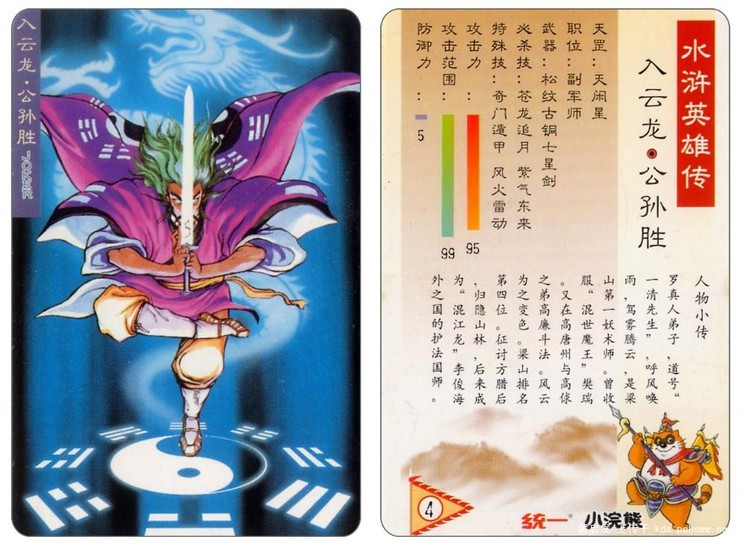 入云龙·公孙胜 JOKER
水浒英雄传
入云龙·公孙胜
天罡：天闲星
职位：副军师
武器：松纹古铜七星剑
必杀技：苍龙追月 紫气东来
特殊技：奇门遁甲 风火雷动
攻击力：95
攻击范围：99
防御力：5
人物小传
罗真人弟子，道号“
一清先生”，呼风唤
雨，驾雾腾云，是梁
山第一妖术师。曾收
服“混世魔王”樊瑞
。又在高唐州与高俅
之弟高廉斗法。风云
为之变色。梁山排名
第四位。征讨方腊后
，归隐山林，后来成
为“混江龙”李俊海
外之国的护法国师。
4
统一 小浣熊
kds.pchome.ne